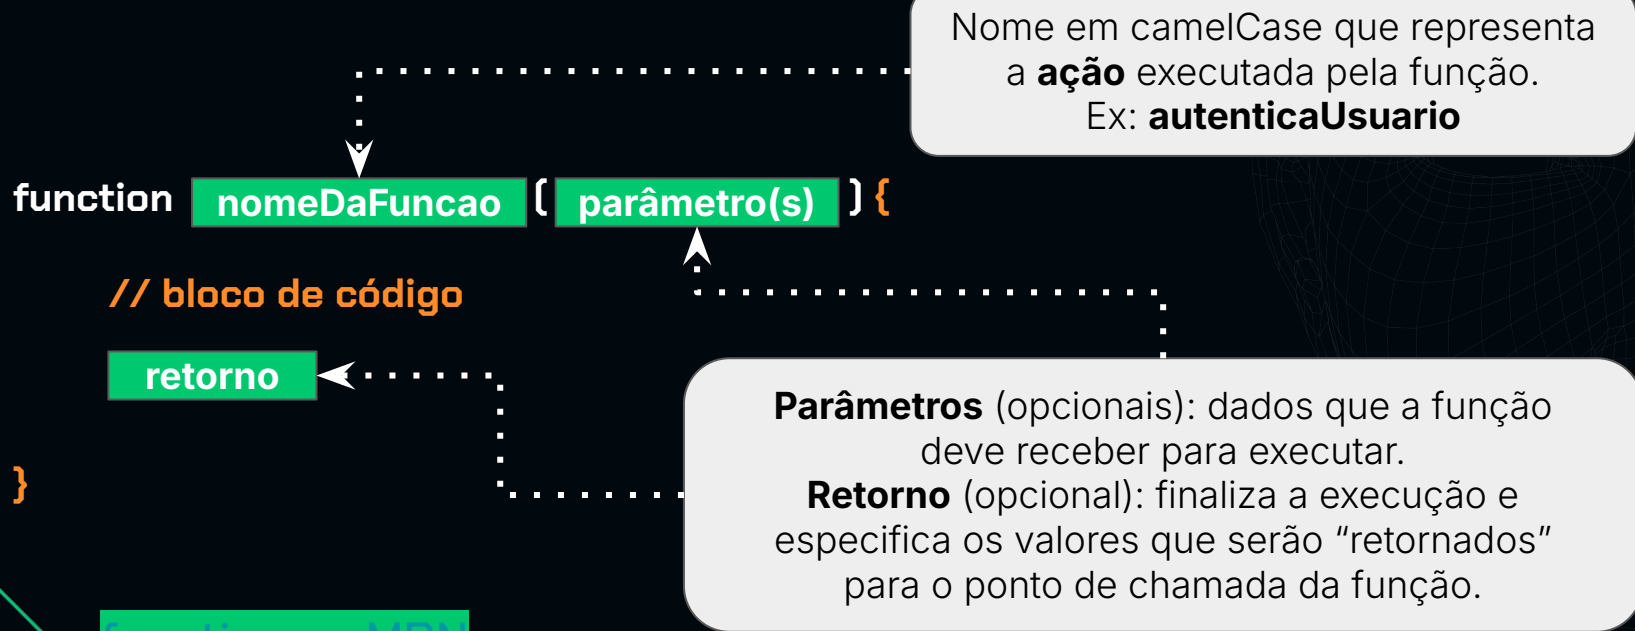 Nome em camelCase que representa
a ação executada pela função.
Ex: autenticaUsuario
function nomeDaFuncao ( parâmetro(s) ) {
// bloco de código
retorno
}
Parâmetros (opcionais): dados que a função
deve receber para executar.
Retorno (opcional): finaliza a execução e
especifica os valores que serão “retornados”
para o ponto de chamada da função.